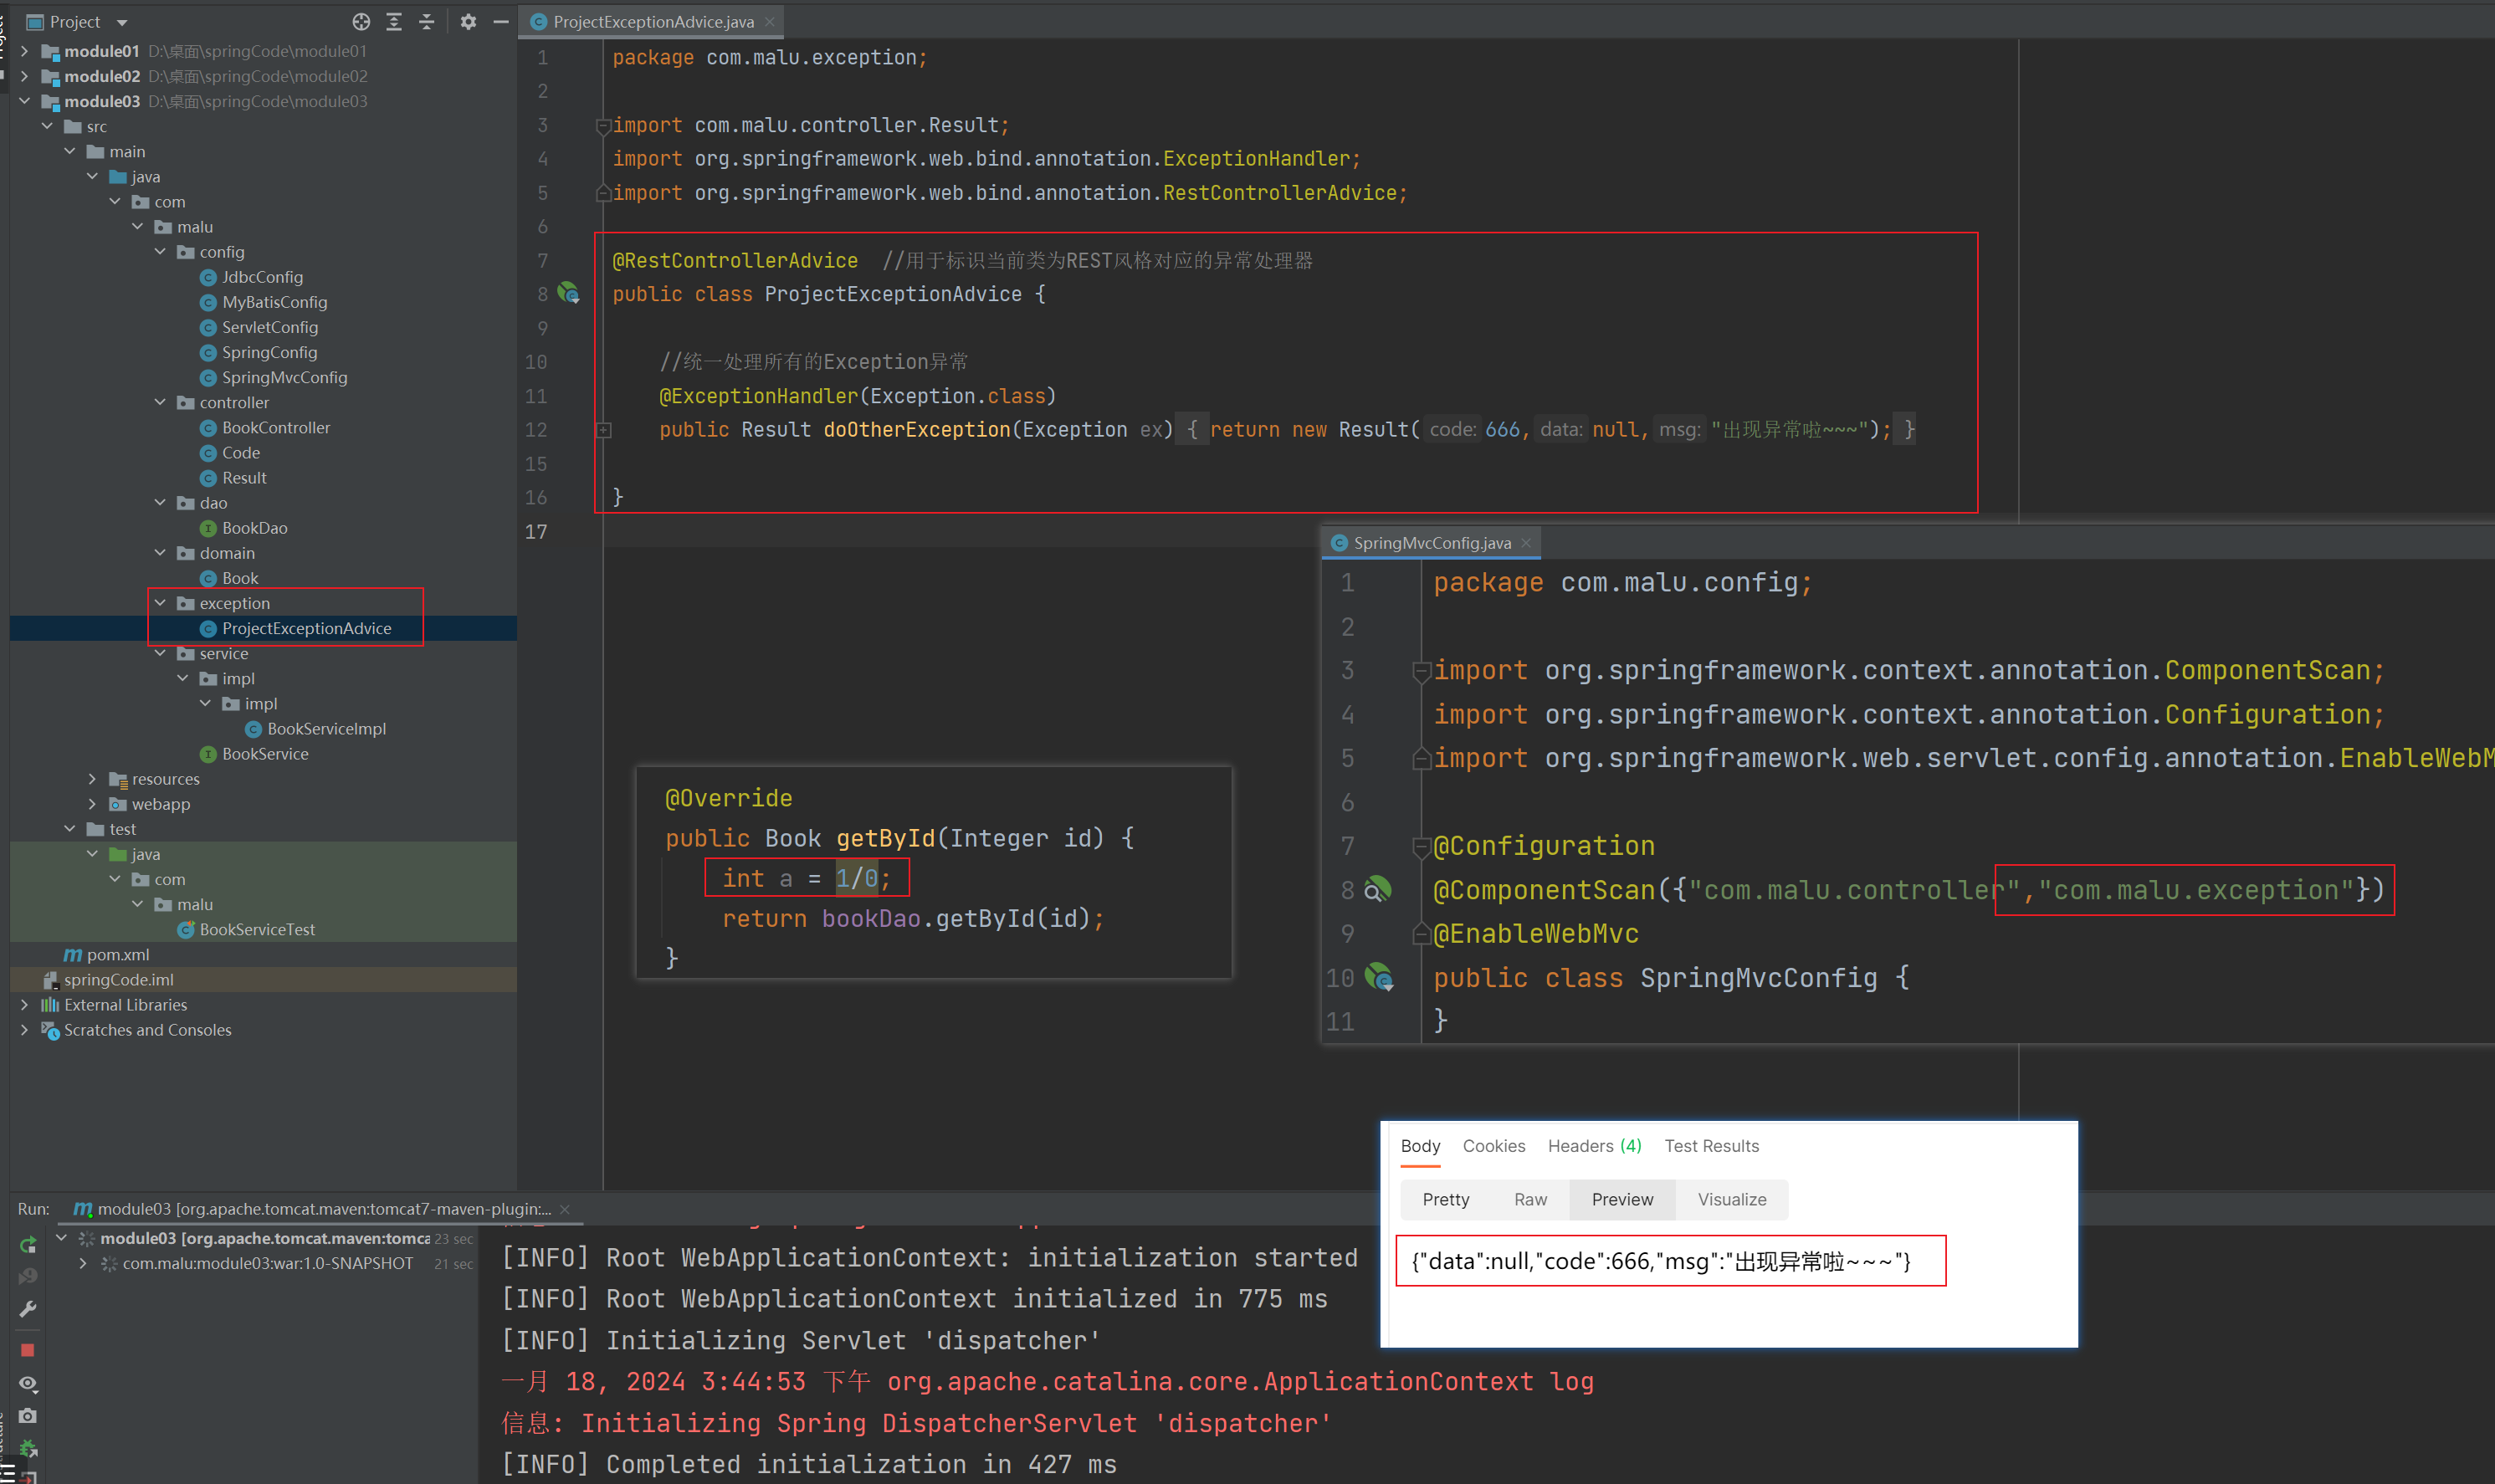 Project
module01 D:\桌面\springCode\module01
module02 D:\桌面\springCode\module02
module03 D:\桌面\springCode\module03
src
main
java
com
malu
config
JdbcConfig
MyBatisConfig
ServletConfig
SpringConfig
SpringMvcConfig
controller
BookController
Code
Result
dao
BookDao
domain
Book
exception
ProjectExceptionAdvice
service
impl
impl
BookServiceImpl
BookService
resources
webapp
test
java
com
malu
BookServiceTest
pom.xml
springCode.iml
External Libraries
Scratches and Consoles
ProjectExceptionAdvice.java
1 package com.malu.exception;
2
3 import com.malu.controller.Result;
4 import org.springframework.web.bind.annotation.ExceptionHandler;
5 import org.springframework.web.bind.annotation.RestControllerAdvice;
6
7 @RestControllerAdvice //用于标识当前类为REST风格对应的异常处理器
8 public class ProjectExceptionAdvice {
9
10 //统一处理所有的Exception异常
11 @ExceptionHandler(Exception.class)
12 public Result doOtherException(Exception ex) { return new Result( code: 666, data: null, msg: "出现异常啦~~~"); }
15
16 }
17
@Override
public Book getById(Integer id) {
int a = 1/0;
return bookDao.getById(id);
}
SpringMvcConfig.java
1 package com.malu.config;
2
3 import org.springframework.context.annotation.ComponentScan;
4 import org.springframework.context.annotation.Configuration;
5 import org.springframework.web.servlet.config.annotation.EnableWebM
6
7 @Configuration
8 @ComponentScan({"com.malu.controller","com.malu.exception"})
9 @EnableWebMvc
10 public class SpringMvcConfig {
11 }
Body Cookies Headers (4) Test Results
Pretty Raw Preview Visualize
{"data":null,"code":666,"msg":"出现异常啦~~~"}
Run: module03 [org.apache.tomcat.maven:tomcat7-maven-plugin:...
module03 [org.apache.tomcat.maven:tomca 23 sec
com.malu:module03:war:1.0-SNAPSHOT 21 sec
[INFO] Root WebApplicationContext: initialization started
[INFO] Root WebApplicationContext initialized in 775 ms
[INFO] Initializing Servlet 'dispatcher'
一月 18, 2024 3:44:53 下午 org.apache.catalina.core.ApplicationContext log
信息: Initializing Spring DispatcherServlet 'dispatcher'
[INFO] Completed initialization in 427 ms